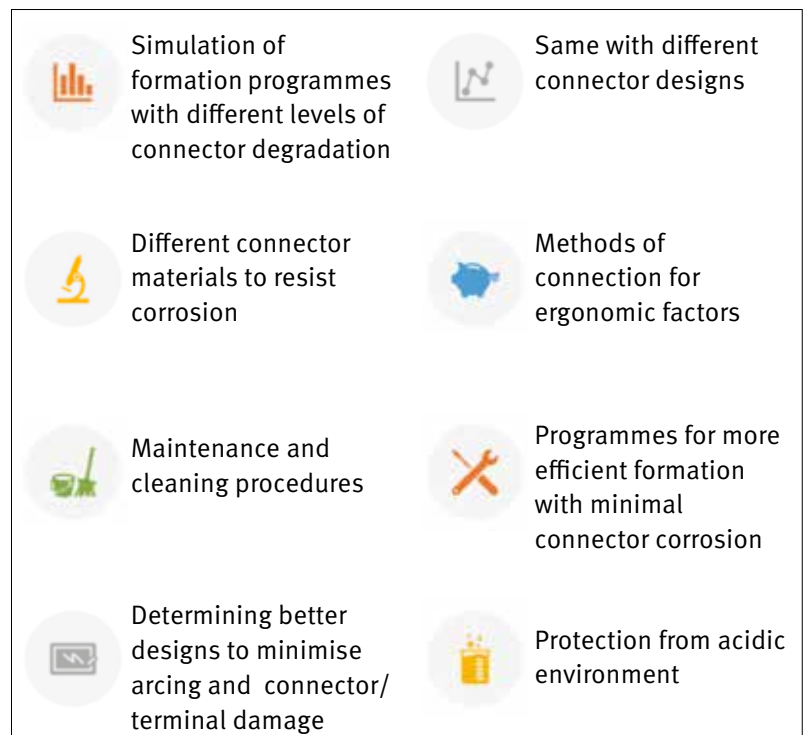 Simulation of
formation programmes
with different levels of
connector degradation
Same with different
connector designs
Different connector
materials to resist
corrosion
Methods of
connection for
ergonomic factors
Maintenance and
cleaning procedures
Programmes for more
efficient formation
with minimal
connector corrosion
Determining better
designs to minimise
arcing and connector/
terminal damage
Protection from acidic
environment